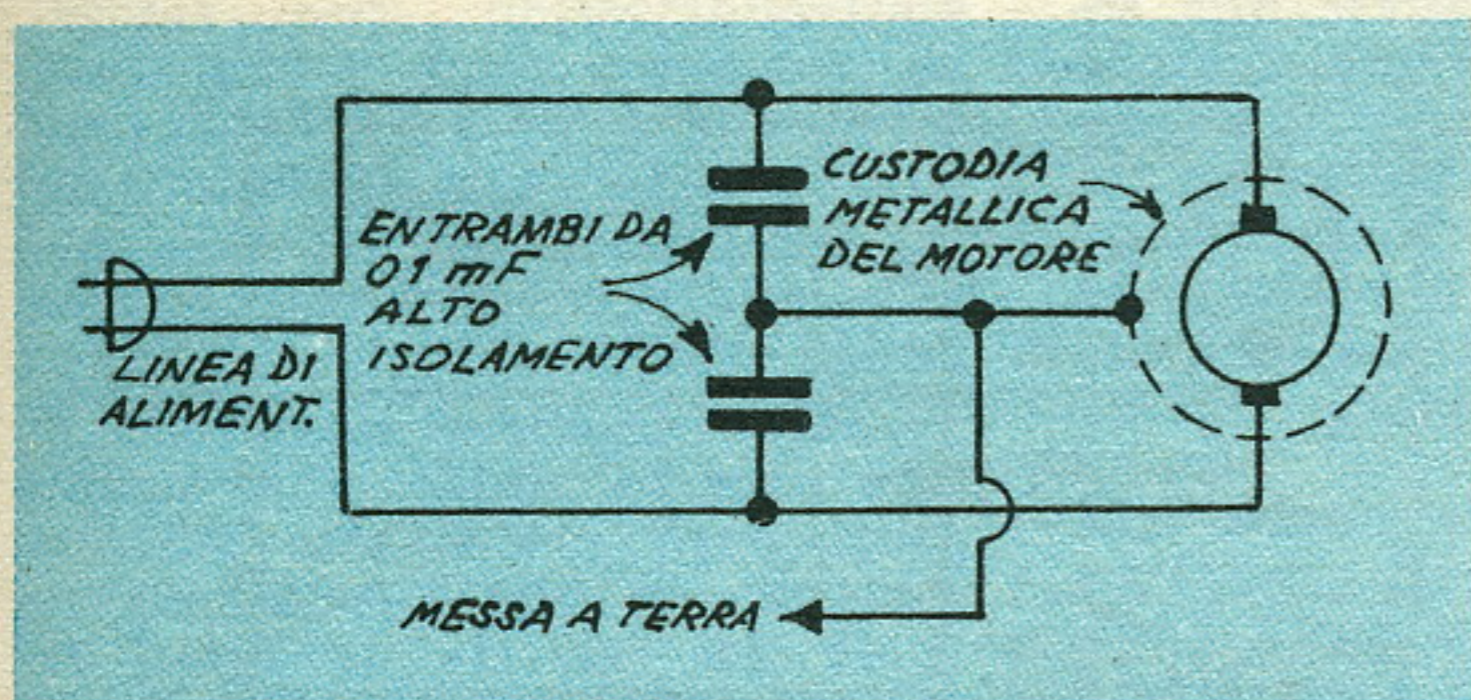 CUSTODIA
METALLICA
DEL MOTORE
ENTRAMBI DA
01 mF
ALTO
ISOLAMENTO
LINEA DI
ALIMENT.
MESSA A TERRA